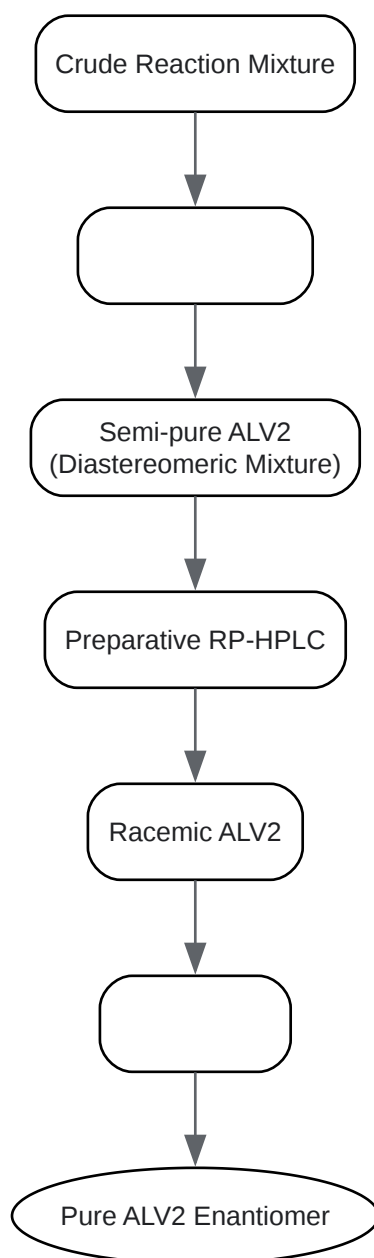 Crude Reaction Mixture
Semi-pure ALV2
(Diastereomeric Mixture)
Preparative RP-HPLC
Racemic ALV2
Pure ALV2 Enantiomer